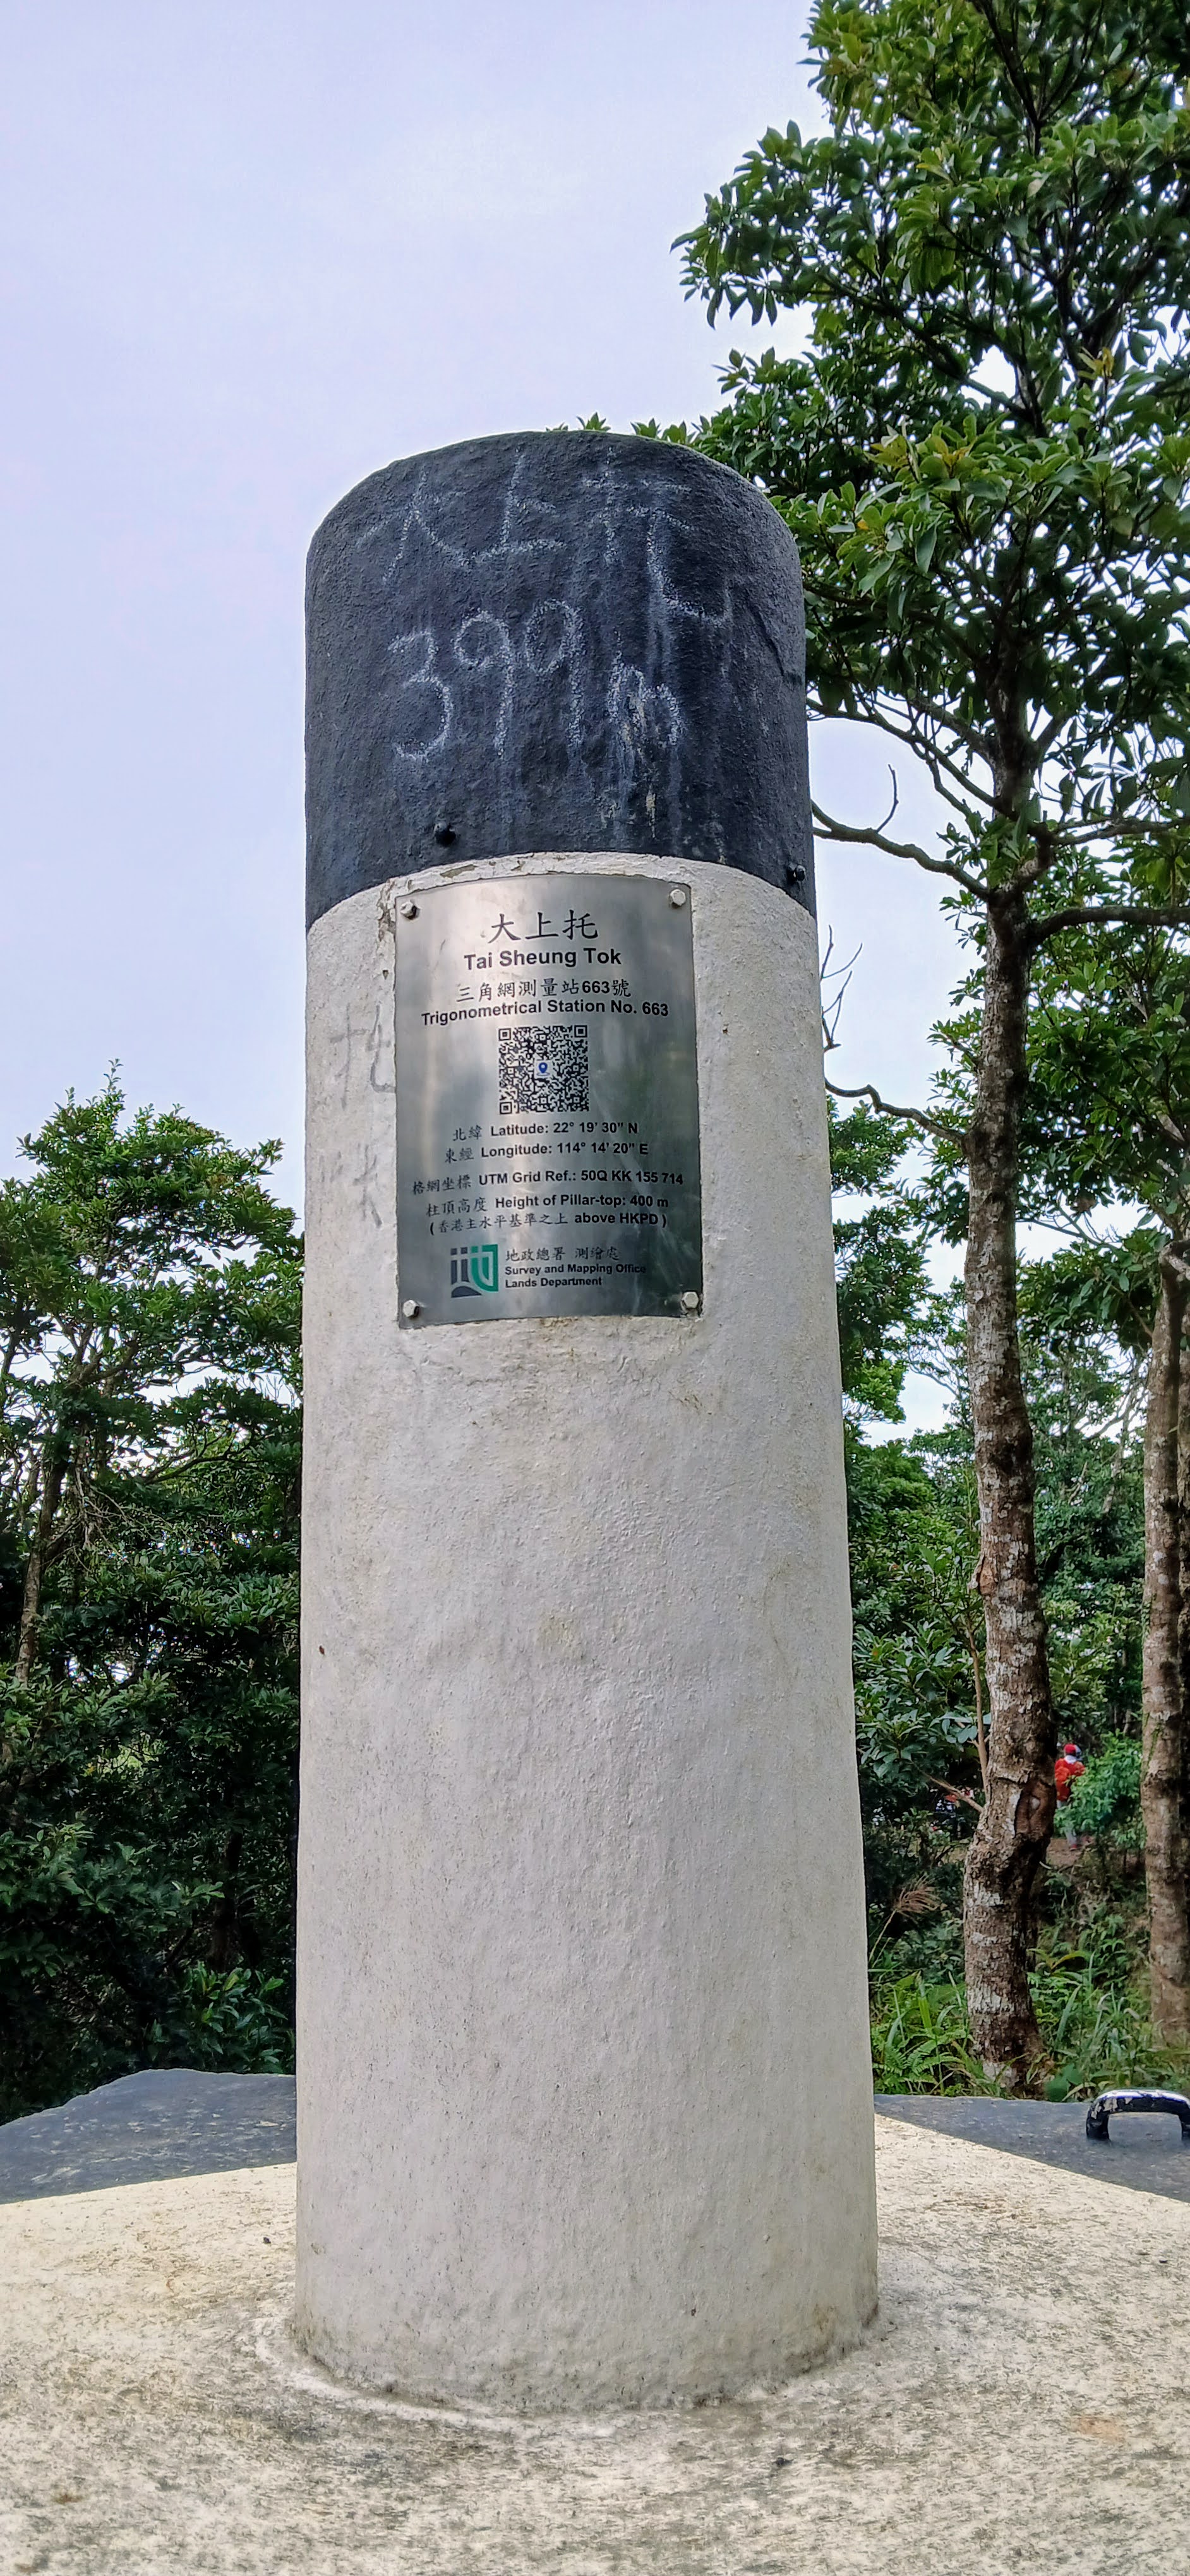 大上托
399m
大上托
Tai Sheung Tok
三角網測量站663號
Trigonometrical Station No. 663
北緯 Latitude: 22° 19' 30" N
東經 Longitude: 114° 14' 20" E
格網坐標 UTM Grid Ref.: 50Q KK 155 714
柱頂高度 Height of Pillar-top: 400 m
(香港主水平基準之上 above HKPD)
地政總署 測繪處
Survey and Mapping Office
Lands Department